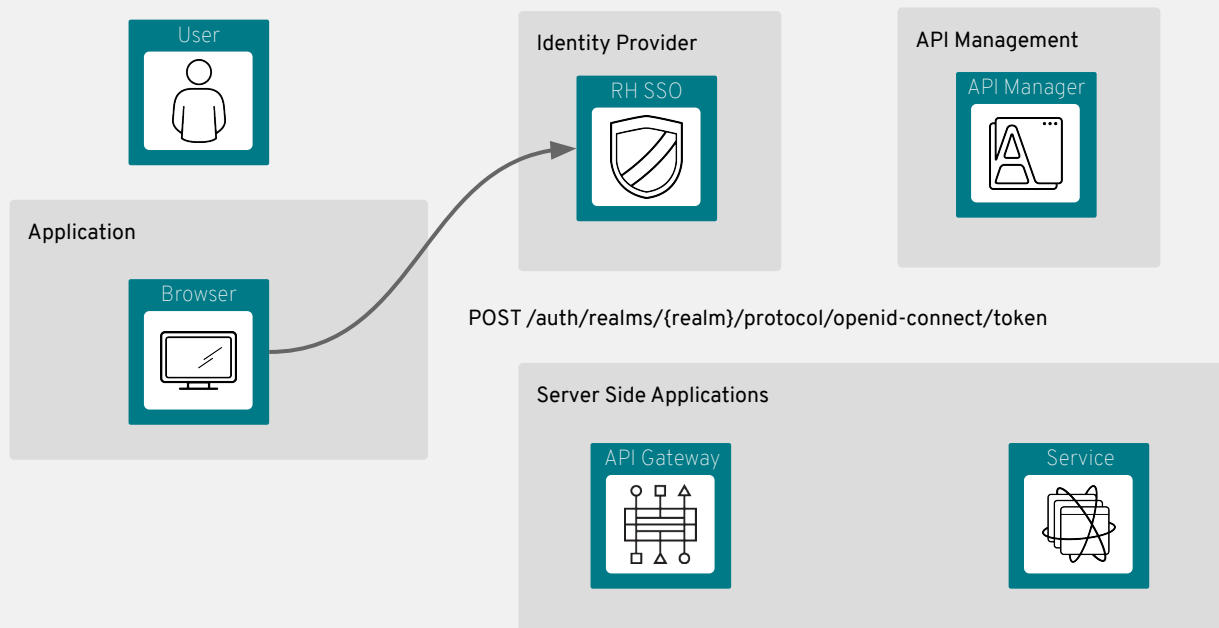 User
Identity Provider
RH SSO
API Management
API Manager
Application
Browser
POST /auth/realms/{realm}/protocol/openid-connect/token
Server Side Applications
API Gateway
Service